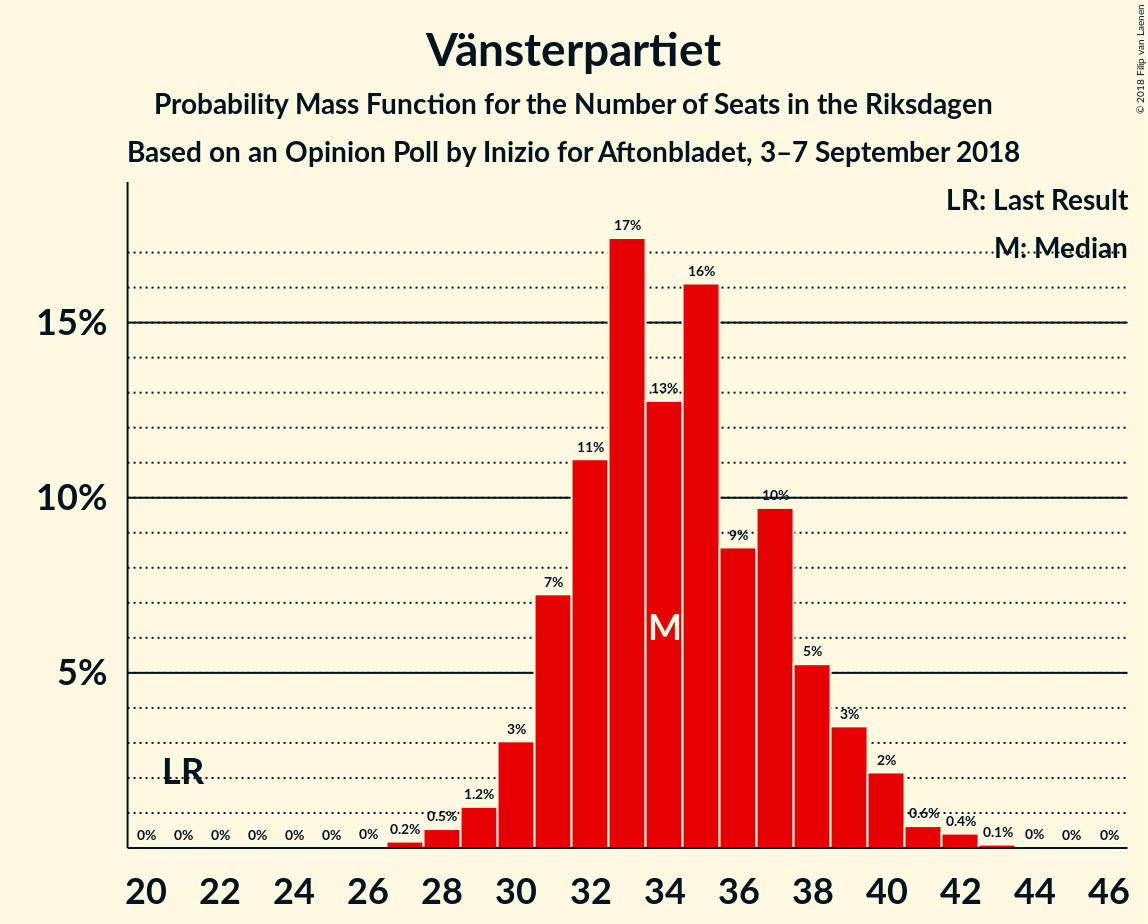 Vänsterpartiet
Probability Mass Function for the Number of Seats in the Riksdagen
Based on an Opinion Poll by Inizio for Aftonbladet, 3–7 September 2018
© 2018 Filip van Laenen
LR: Last Result
M: Median
15%
10%
5%
0% 0% 0% 0% 0% 0% 0% 0.2% 0.5% 1.2% 3% 7% 11% 17% 13% 16% 9% 10% 5% 3% 2% 0.6% 0.4% 0.1% 0% 0% 0%
LR
M
20 22 24 26 28 30 32 34 36 38 40 42 44 46